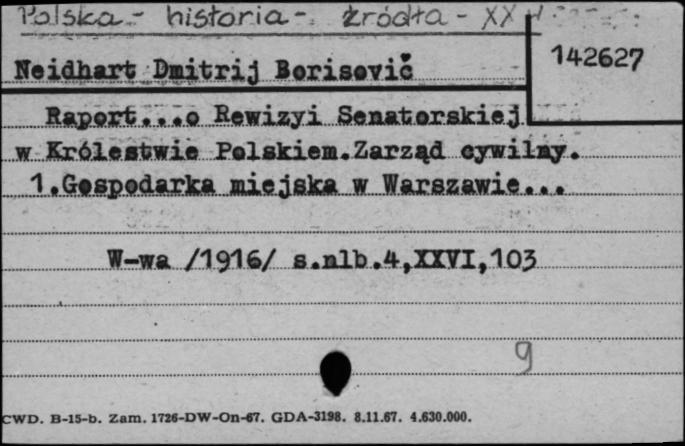 Polska - historia - źródła - XX w
142627
Neidhart Dmitrij Borisovič
Raport...o Rewizyi Senatorskiej
w Królestwie Polskiem.Zarząd cywilny.
1.Gospodarka miejska w Warszawie...
W-wa /1916/ s.nlb.4,XXVI,103
9
CWD. B-15-b. Zam. 1726-DW-On-67. GDA-3198. 8.11.67. 4.630.000.